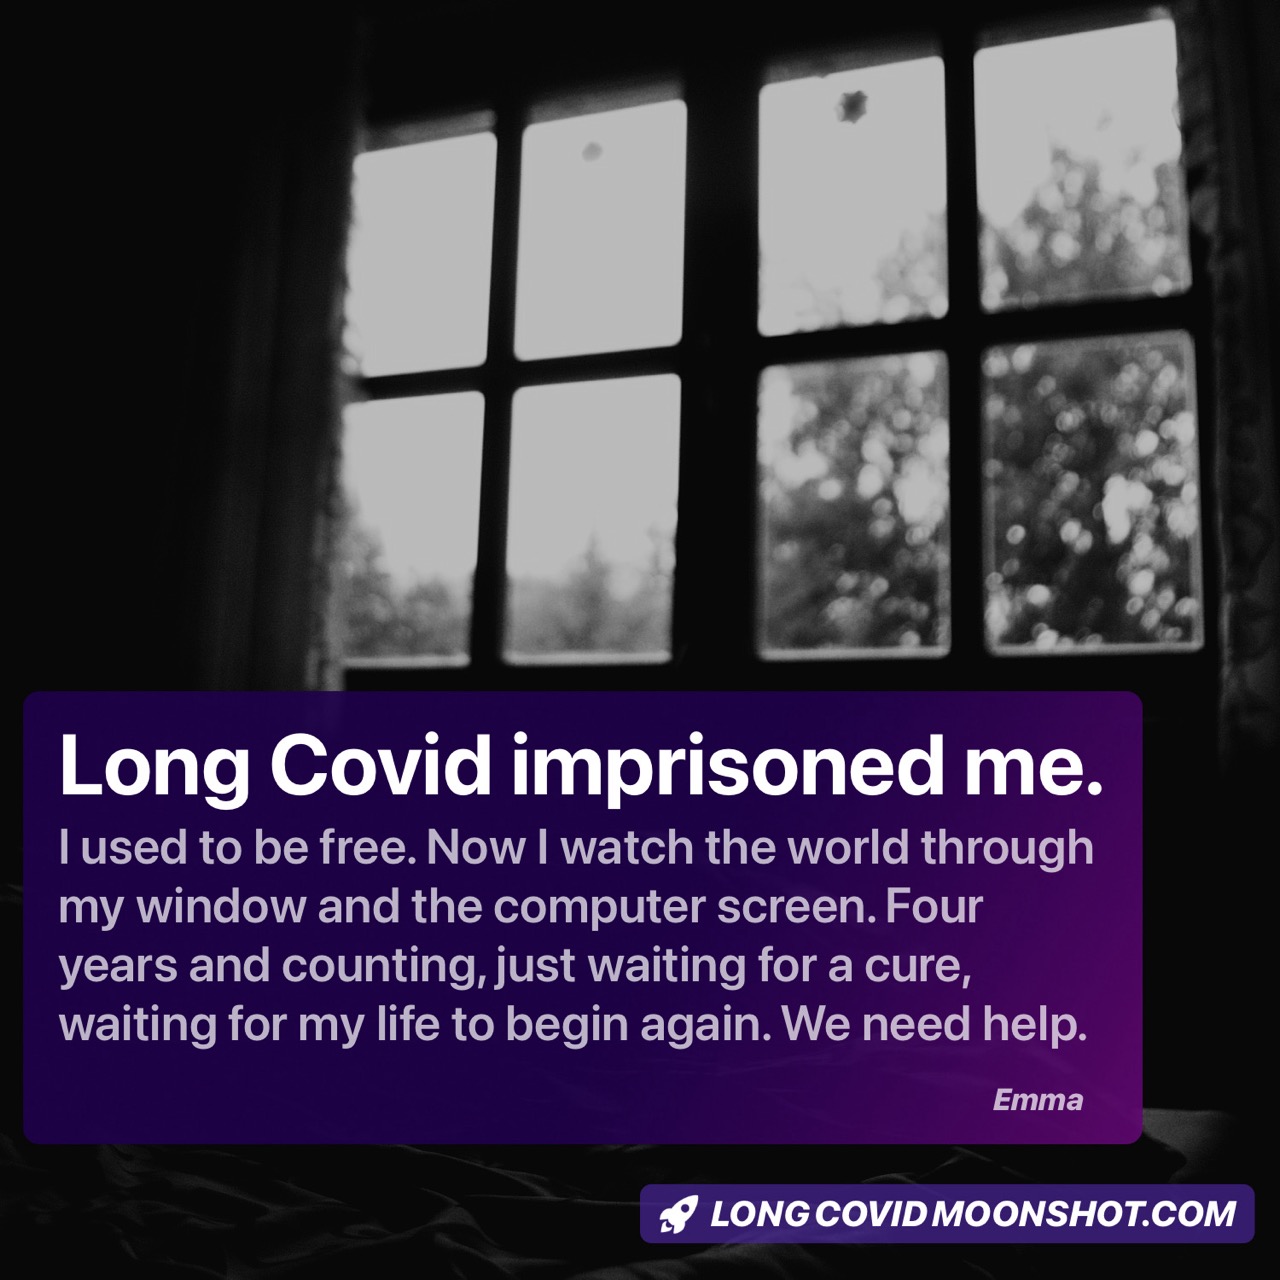 Long Covid imprisoned me.
I used to be free. Now I watch the world through
my window and the computer screen. Four
years and counting, just waiting for a cure,
waiting for my life to begin again. We need help.
Emma
LONG COVID MOONSHOT.COM